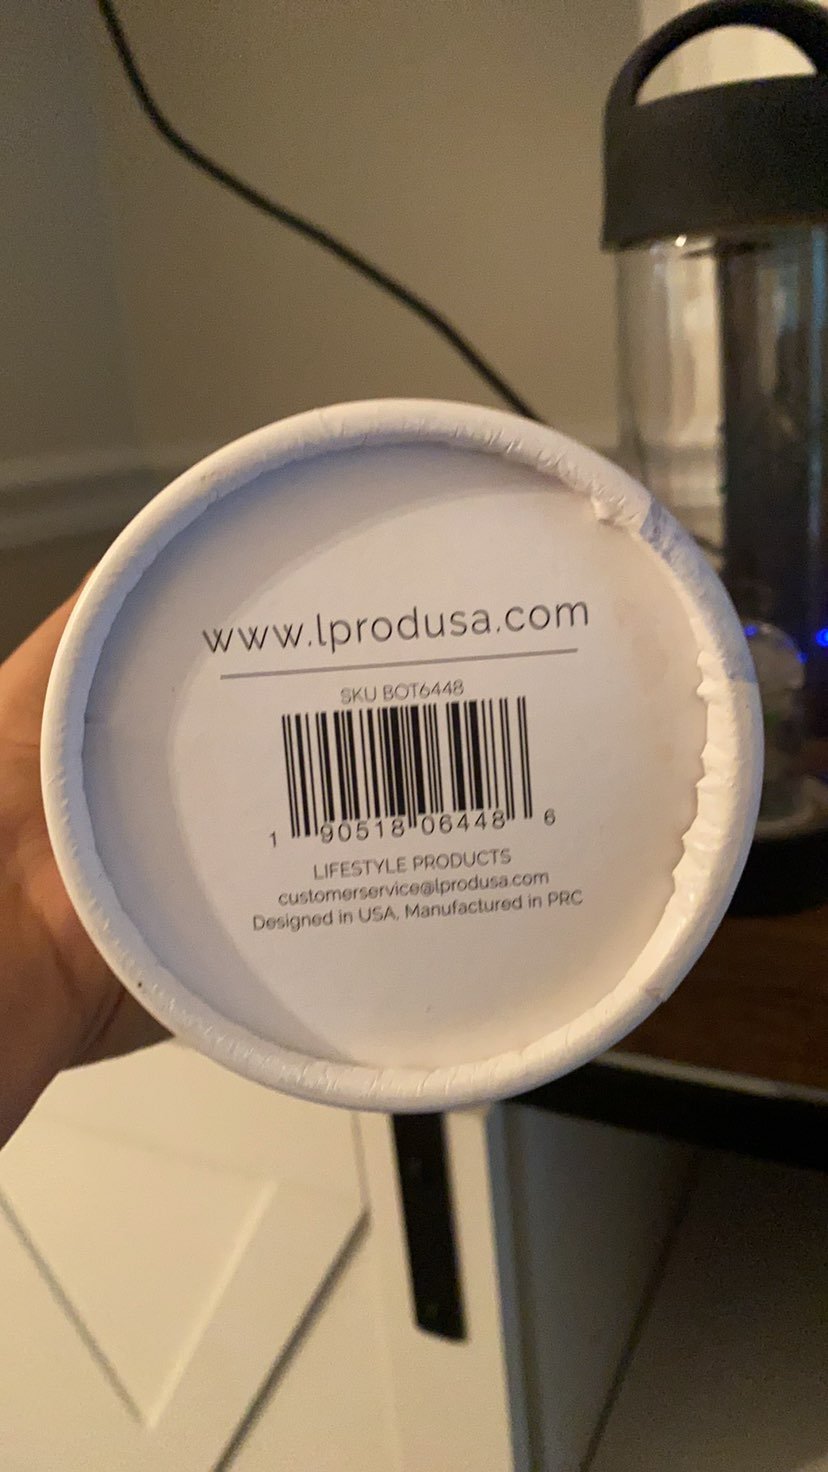 www.lprodusa.com
SKU BOT6448
1 90518 06448 6
LIFESTYLE PRODUCTS
customerservice@lprodusa.com
Designed in USA, Manufactured in PRC